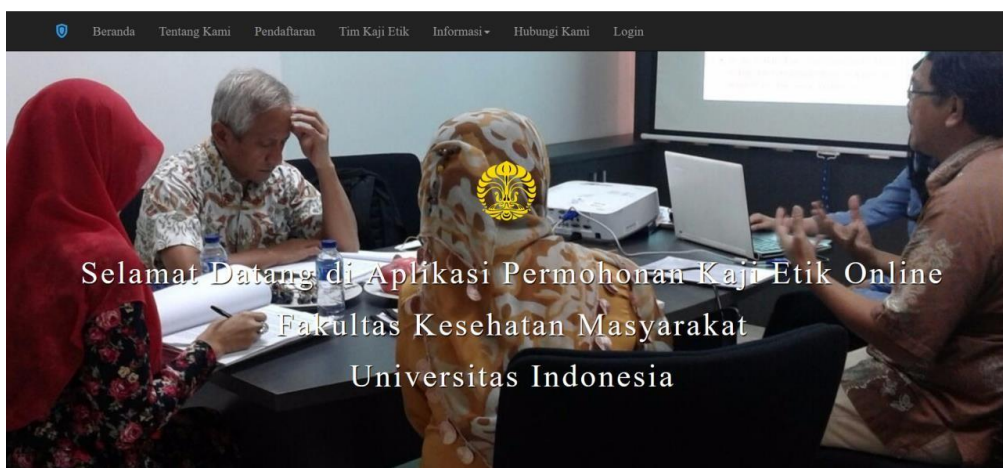 Beranda Tentang Kami Pendaftaran Tim Kaji Etik Informasi Hubungi Kami Login
Selamat Datang di Aplikasi Permohonan Kaji Etik Online
Fakultas Kesehatan Masyarakat
Universitas Indonesia